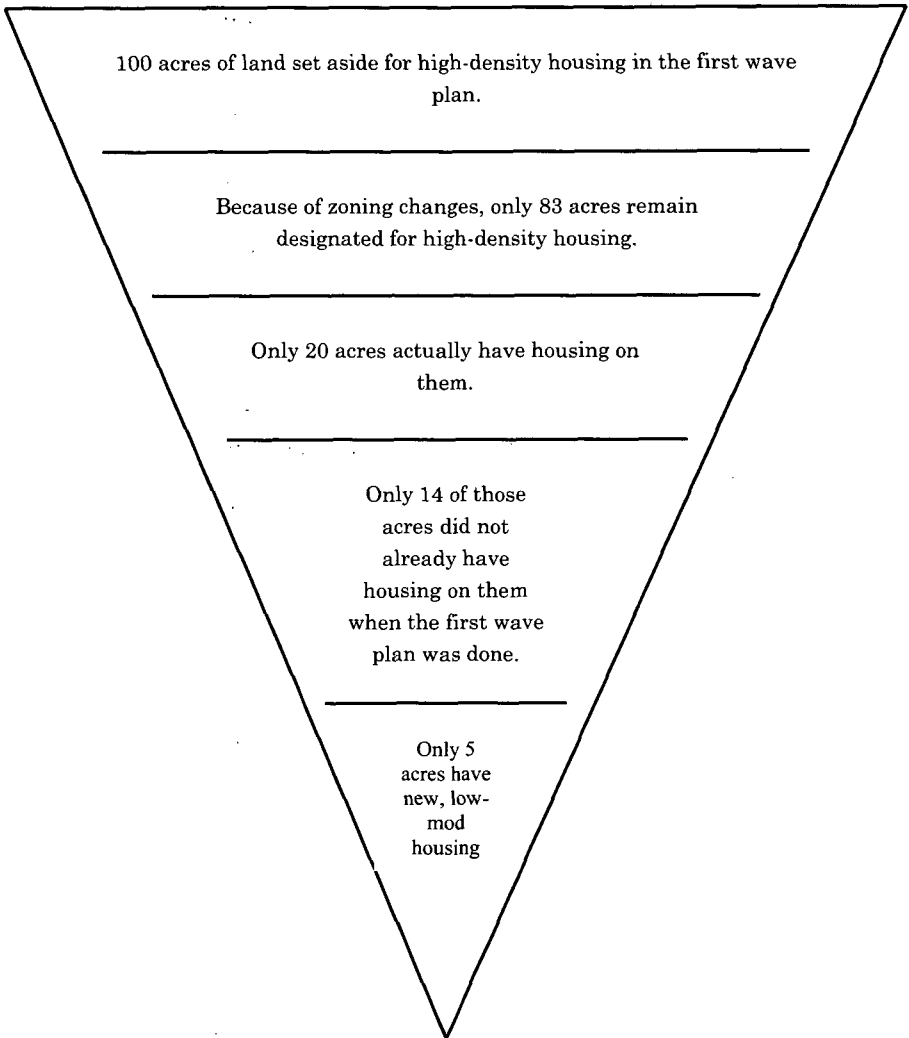 100 acres of land set aside for high-density housing in the first wave
plan.
Because of zoning changes, only 83 acres remain
designated for high-density housing.
Only 20 acres actually have housing on
them.
Only 14 of those
acres did not
already have
housing on them
when the first wave
plan was done.
Only 5
acres have
new, low-
mod
housing